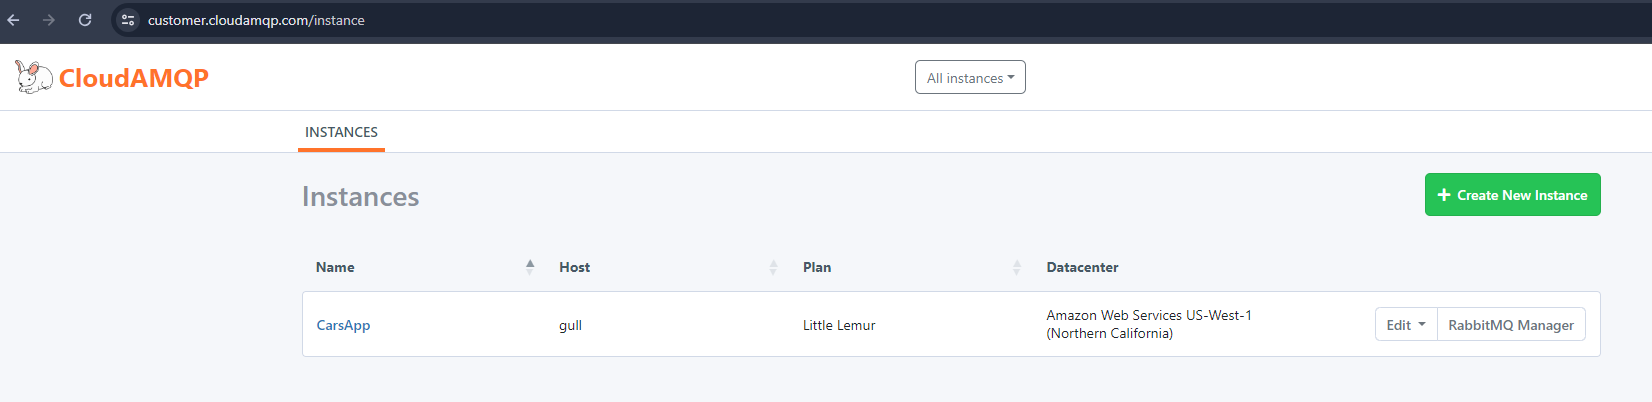 customer.cloudamqp.com/instance
CloudAMQP
All instances
INSTANCES
Instances
Create New Instance
Name Host Plan Datacenter
CarsApp gull Little Lemur Amazon Web Services US-West-1
(Northern California)
Edit RabbitMQ Manager